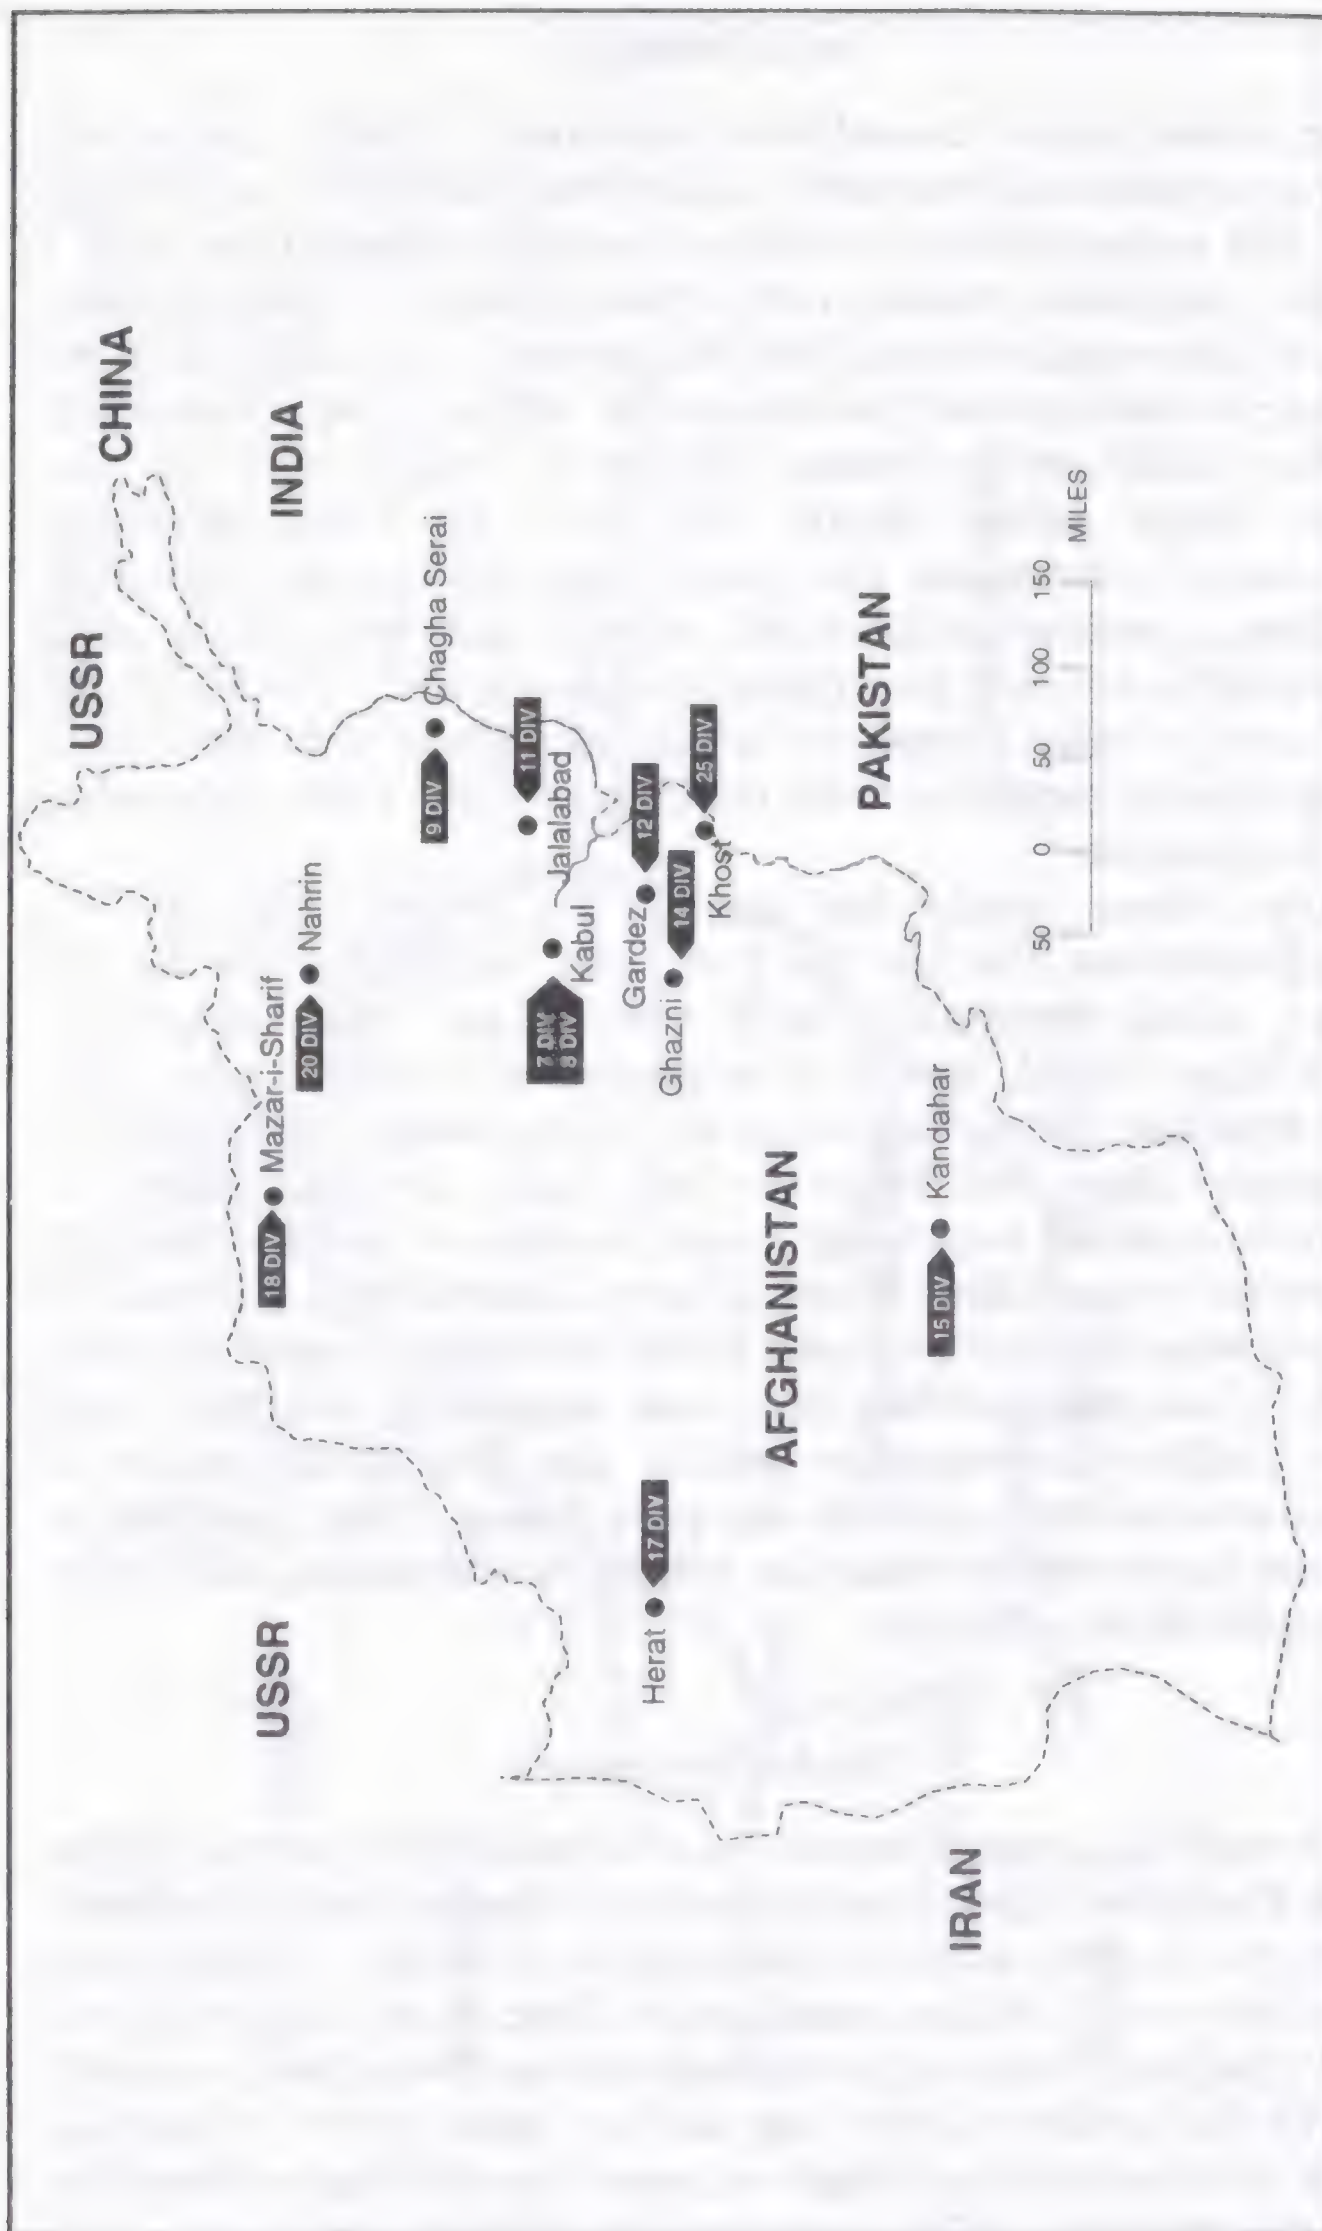 USSR
CHINA
INDIA
USSR
18 DIV
Mazar-i-Sharif
20 DIV
Nahrin
9 DIV
Chagha Serai
11 DIV
Jalalabad
7 DIV
8 DIV
Kabul
12 DIV
Gardez
14 DIV
Ghazni
25 DIV
Khost
17 DIV
Herat
AFGHANISTAN
PAKISTAN
15 DIV
Kandahar
IRAN
50 0 50 100 150
MILES